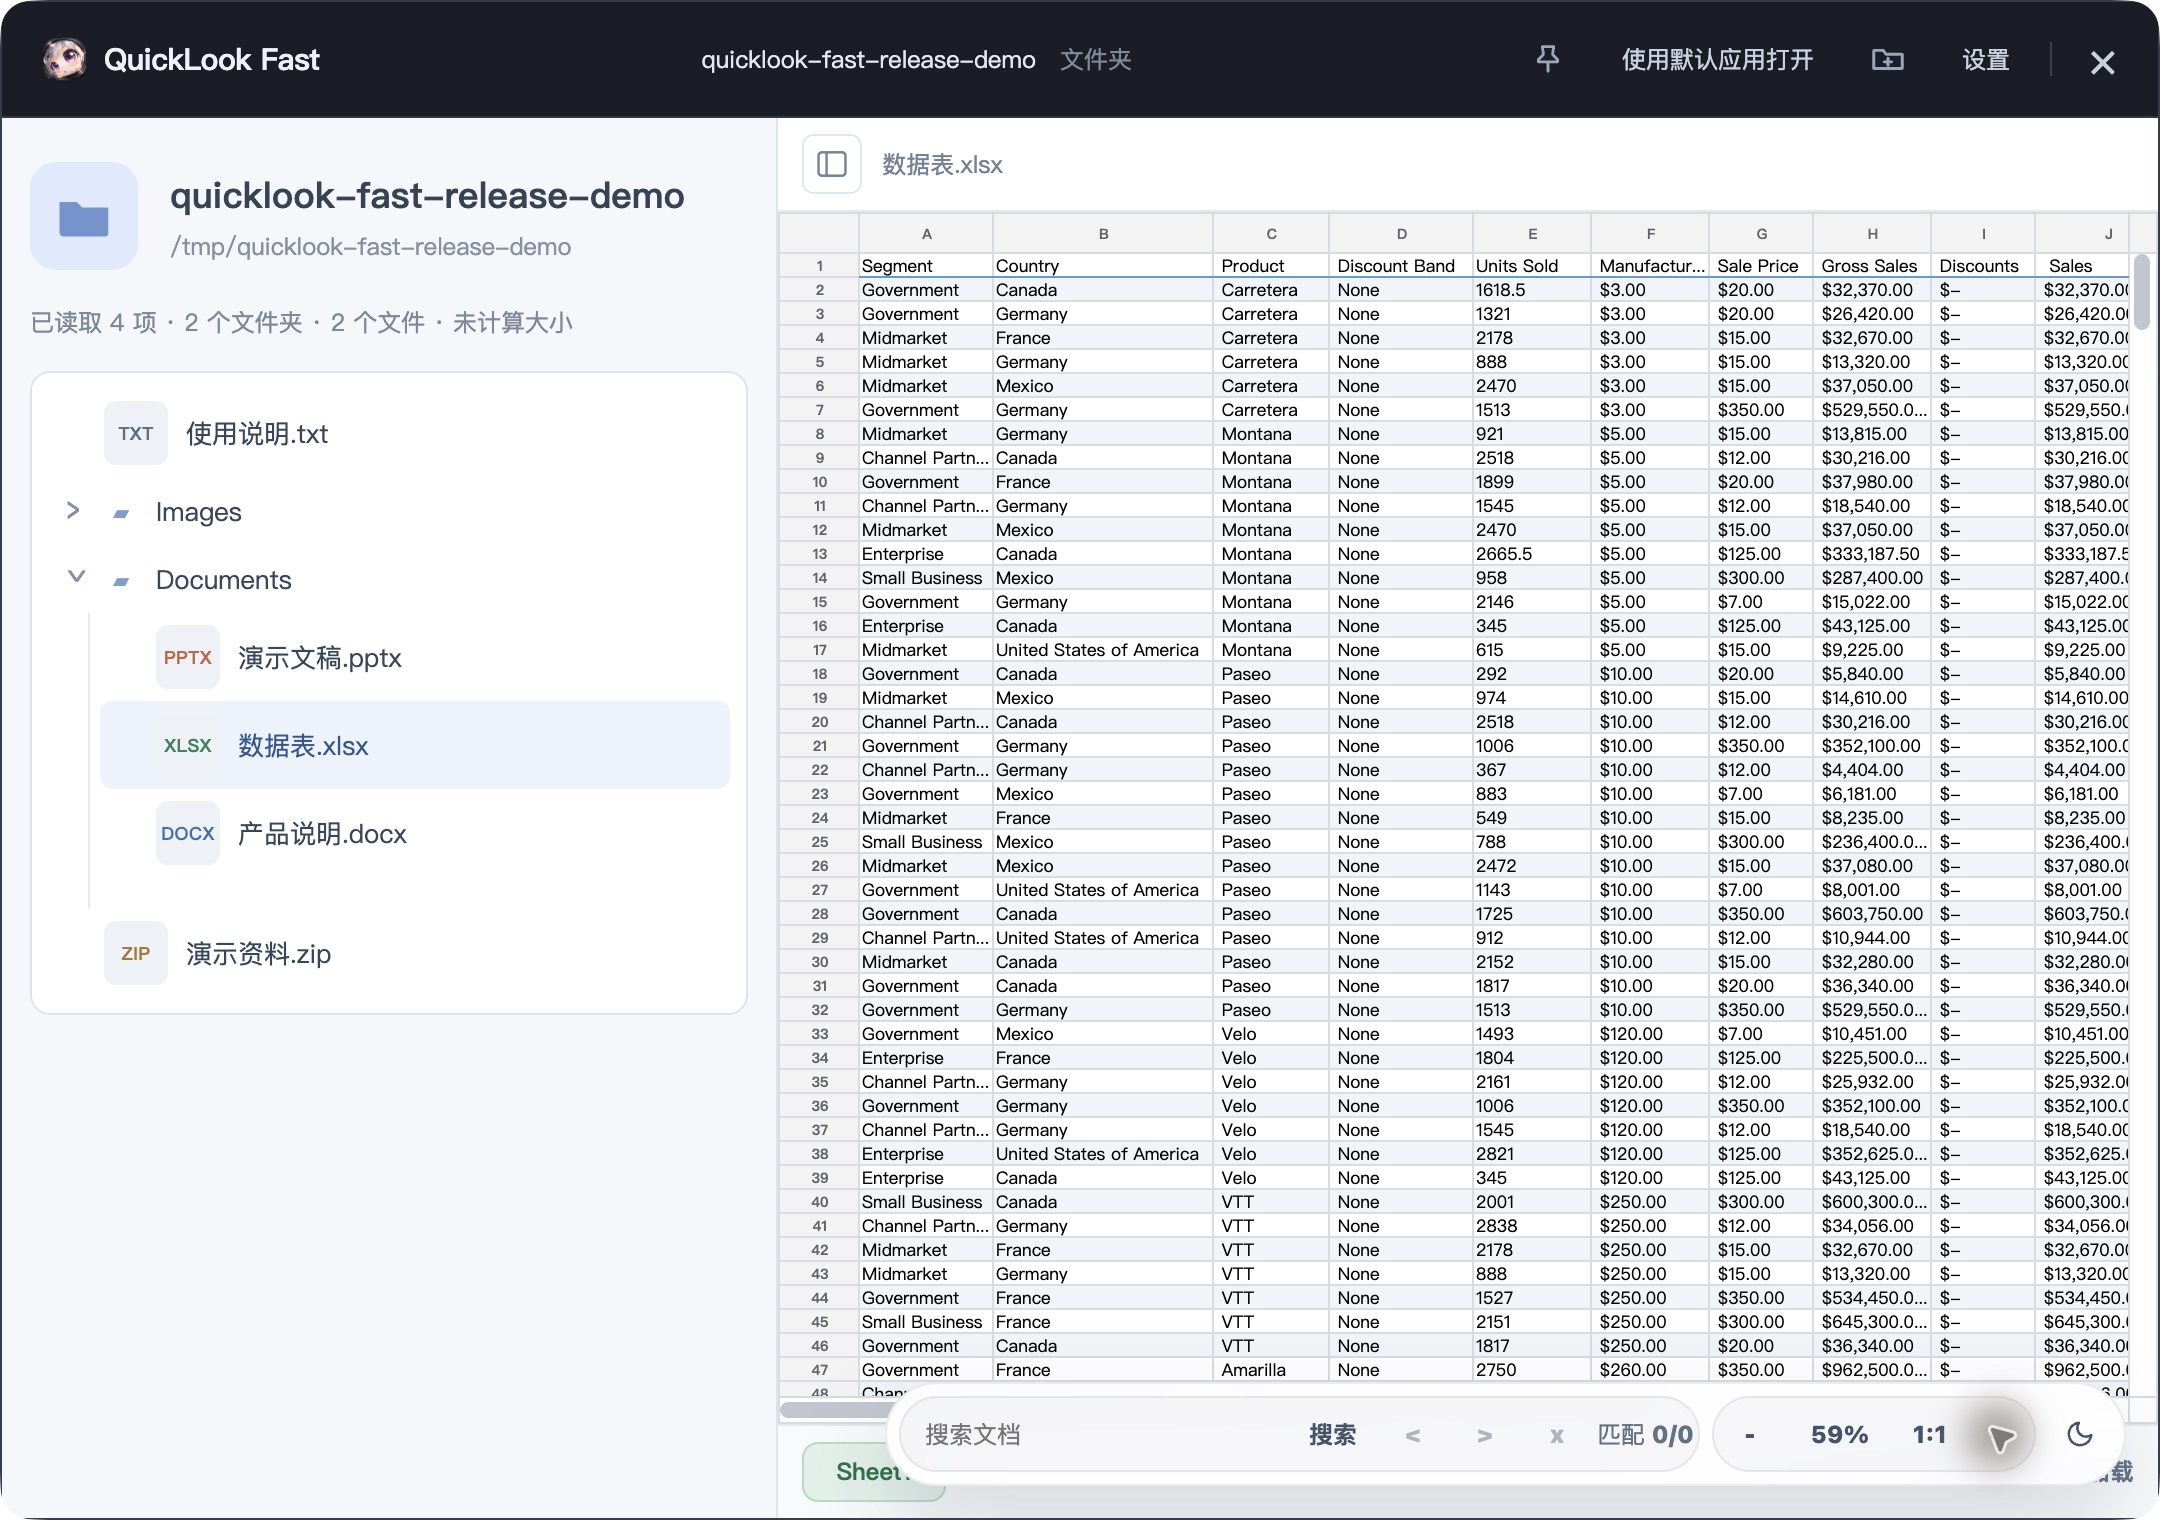 QuickLook Fast
quicklook-fast-release-demo 文件夹
使用默认应用打开
设置
quicklook-fast-release-demo
/tmp/quicklook-fast-release-demo
已读取 4 项 · 2 个文件夹 · 2 个文件 · 未计算大小
TXT 使用说明.txt
Images
Documents
PPTX 演示文稿.pptx
XLSX 数据表.xlsx
DOCX 产品说明.docx
ZIP 演示资料.zip
数据表.xlsx
A B C D E F G H I J
1 Segment Country Product Discount Band Units Sold Manufactur... Sale Price Gross Sales Discounts Sales
2 Government Canada Carretera None 1618.5 $3.00 $20.00 $32,370.00 $– $32,370.00
3 Government Germany Carretera None 1321 $3.00 $20.00 $26,420.00 $– $26,420.00
4 Midmarket France Carretera None 2178 $3.00 $15.00 $32,670.00 $– $32,670.00
5 Midmarket Germany Carretera None 888 $3.00 $15.00 $13,320.00 $– $13,320.00
6 Midmarket Mexico Carretera None 2470 $3.00 $15.00 $37,050.00 $– $37,050.00
7 Government Germany Carretera None 1513 $3.00 $350.00 $529,550.0... $– $529,550.
8 Midmarket Germany Montana None 921 $5.00 $15.00 $13,815.00 $– $13,815.00
9 Channel Partn... Canada Montana None 2518 $5.00 $12.00 $30,216.00 $– $30,216.00
10 Government France Montana None 1899 $5.00 $20.00 $37,980.00 $– $37,980.00
11 Channel Partn... Germany Montana None 1545 $5.00 $12.00 $18,540.00 $– $18,540.00
12 Midmarket Mexico Montana None 2470 $5.00 $15.00 $37,050.00 $– $37,050.00
13 Enterprise Canada Montana None 2665.5 $5.00 $125.00 $333,187.50 $– $333,187.5
14 Small Business Mexico Montana None 958 $5.00 $300.00 $287,400.00 $– $287,400.
15 Government Germany Montana None 2146 $5.00 $7.00 $15,022.00 $– $15,022.00
16 Enterprise Canada Montana None 345 $5.00 $125.00 $43,125.00 $– $43,125.00
17 Midmarket United States of America Montana None 615 $5.00 $15.00 $9,225.00 $– $9,225.00
18 Government Canada Paseo None 292 $10.00 $20.00 $5,840.00 $– $5,840.00
19 Midmarket Mexico Paseo None 974 $10.00 $15.00 $14,610.00 $– $14,610.00
20 Channel Partn... Canada Paseo None 2518 $10.00 $12.00 $30,216.00 $– $30,216.00
21 Government Germany Paseo None 1006 $10.00 $350.00 $352,100.00 $– $352,100.
22 Channel Partn... Germany Paseo None 367 $10.00 $12.00 $4,404.00 $– $4,404.00
23 Government Mexico Paseo None 883 $10.00 $7.00 $6,181.00 $– $6,181.00
24 Midmarket France Paseo None 549 $10.00 $15.00 $8,235.00 $– $8,235.00
25 Small Business Mexico Paseo None 788 $10.00 $300.00 $236,400.0... $– $236,400.
26 Midmarket Mexico Paseo None 2472 $10.00 $15.00 $37,080.00 $– $37,080.00
27 Government United States of America Paseo None 1143 $10.00 $7.00 $8,001.00 $– $8,001.00
28 Government Canada Paseo None 1725 $10.00 $350.00 $603,750.00 $– $603,750.
29 Channel Partn... United States of America Paseo None 912 $10.00 $12.00 $10,944.00 $– $10,944.00
30 Midmarket Canada Paseo None 2152 $10.00 $15.00 $32,280.00 $– $32,280.00
31 Government Canada Paseo None 1817 $10.00 $20.00 $36,340.00 $– $36,340.00
32 Government Germany Paseo None 1513 $10.00 $350.00 $529,550.0... $– $529,550.
33 Government Mexico Velo None 1493 $120.00 $7.00 $10,451.00 $– $10,451.00
34 Enterprise France Velo None 1804 $120.00 $125.00 $225,500.0... $– $225,500.
35 Channel Partn... Germany Velo None 2161 $120.00 $12.00 $25,932.00 $– $25,932.00
36 Government Germany Velo None 1006 $120.00 $350.00 $352,100.00 $– $352,100.
37 Channel Partn... Germany Velo None 1545 $120.00 $12.00 $18,540.00 $– $18,540.00
38 Enterprise United States of America Velo None 2821 $120.00 $125.00 $352,625.0... $– $352,625.
39 Enterprise Canada Velo None 345 $120.00 $125.00 $43,125.00 $– $43,125.00
40 Small Business Canada VTT None 2001 $250.00 $300.00 $600,300.0... $– $600,300.
41 Channel Partn... Germany VTT None 2838 $250.00 $12.00 $34,056.00 $– $34,056.00
42 Midmarket France VTT None 2178 $250.00 $15.00 $32,670.00 $– $32,670.00
43 Midmarket Germany VTT None 888 $250.00 $15.00 $13,320.00 $– $13,320.00
44 Government France VTT None 1527 $250.00 $350.00 $534,450.0... $– $534,450.
45 Small Business France VTT None 2151 $250.00 $300.00 $645,300.0... $– $645,300.
46 Government Canada VTT None 1817 $250.00 $20.00 $36,340.00 $– $36,340.00
47 Government France Amarilla None 2750 $260.00 $350.00 $962,500.0... $– $962,500.
48
搜索文档 搜索 < > x 匹配 0/0 - 59% 1:1
Sheet